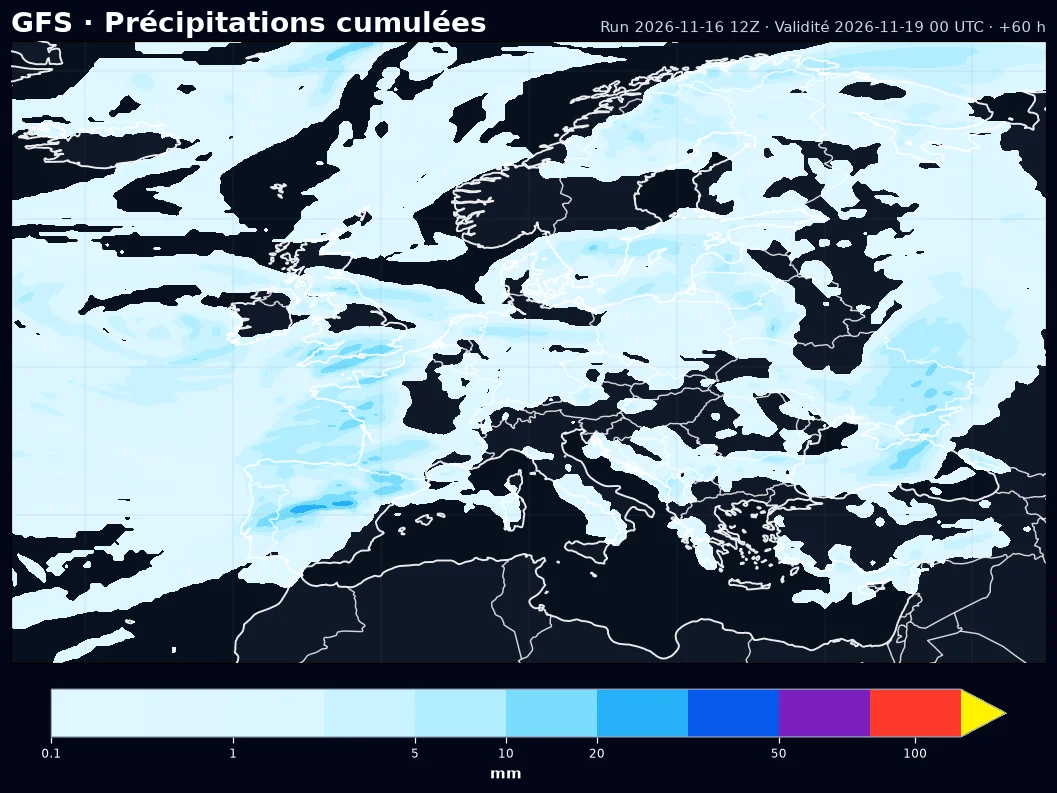 GFS · Précipitations cumulées
Run 2026-11-16 12Z · Validité 2026-11-19 00 UTC · +60 h
0.1 1 5 10 20 50 100
mm